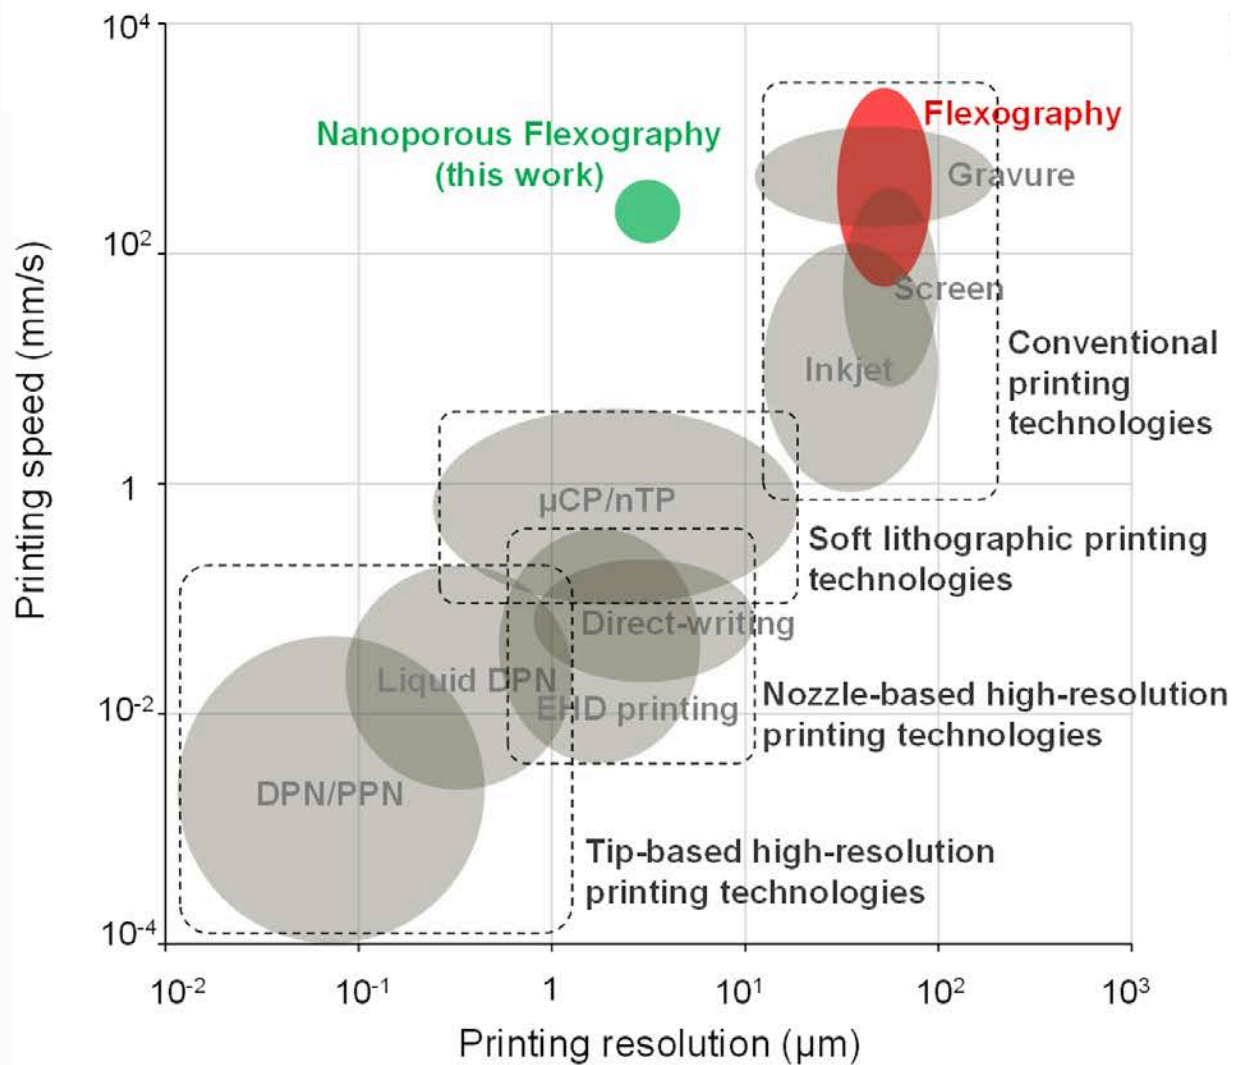 10⁴
Flexography
Nanoporous Flexography
(this work)
Gravure
10²
Screen
Conventional
printing
technologies
Inkjet
1
µCP/nTP
Soft lithographic printing
technologies
Direct-writing
Liquid DPN
EHD printing
Nozzle-based high-resolution
printing technologies
10⁻²
DPN/PPN
Tip-based high-resolution
printing technologies
10⁻⁴
Printing speed (mm/s)
10⁻² 10⁻¹ 1 10¹ 10² 10³
Printing resolution (µm)